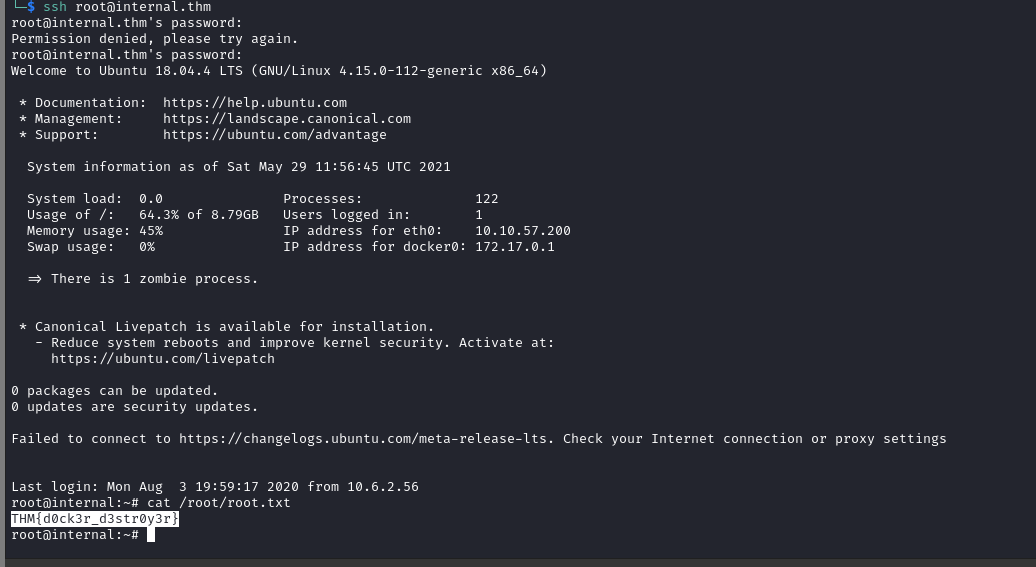 └─$ ssh root@internal.thm
root@internal.thm's password:
Permission denied, please try again.
root@internal.thm's password:
Welcome to Ubuntu 18.04.4 LTS (GNU/Linux 4.15.0-112-generic x86_64)
* Documentation:  https://help.ubuntu.com
* Management:     https://landscape.canonical.com
* Support:        https://ubuntu.com/advantage
System information as of Sat May 29 11:56:45 UTC 2021
System load:  0.0               Processes:              122
Usage of /:   64.3% of 8.79GB   Users logged in:        1
Memory usage: 45%               IP address for eth0:    10.10.57.200
Swap usage:   0%                IP address for docker0: 172.17.0.1
=> There is 1 zombie process.
* Canonical Livepatch is available for installation.
- Reduce system reboots and improve kernel security. Activate at:
https://ubuntu.com/livepatch
0 packages can be updated.
0 updates are security updates.
Failed to connect to https://changelogs.ubuntu.com/meta-release-lts. Check your Internet connection or proxy settings
Last login: Mon Aug  3 19:59:17 2020 from 10.6.2.56
root@internal:~# cat /root/root.txt
THM{d0ck3r_d3str0y3r}
root@internal:~#